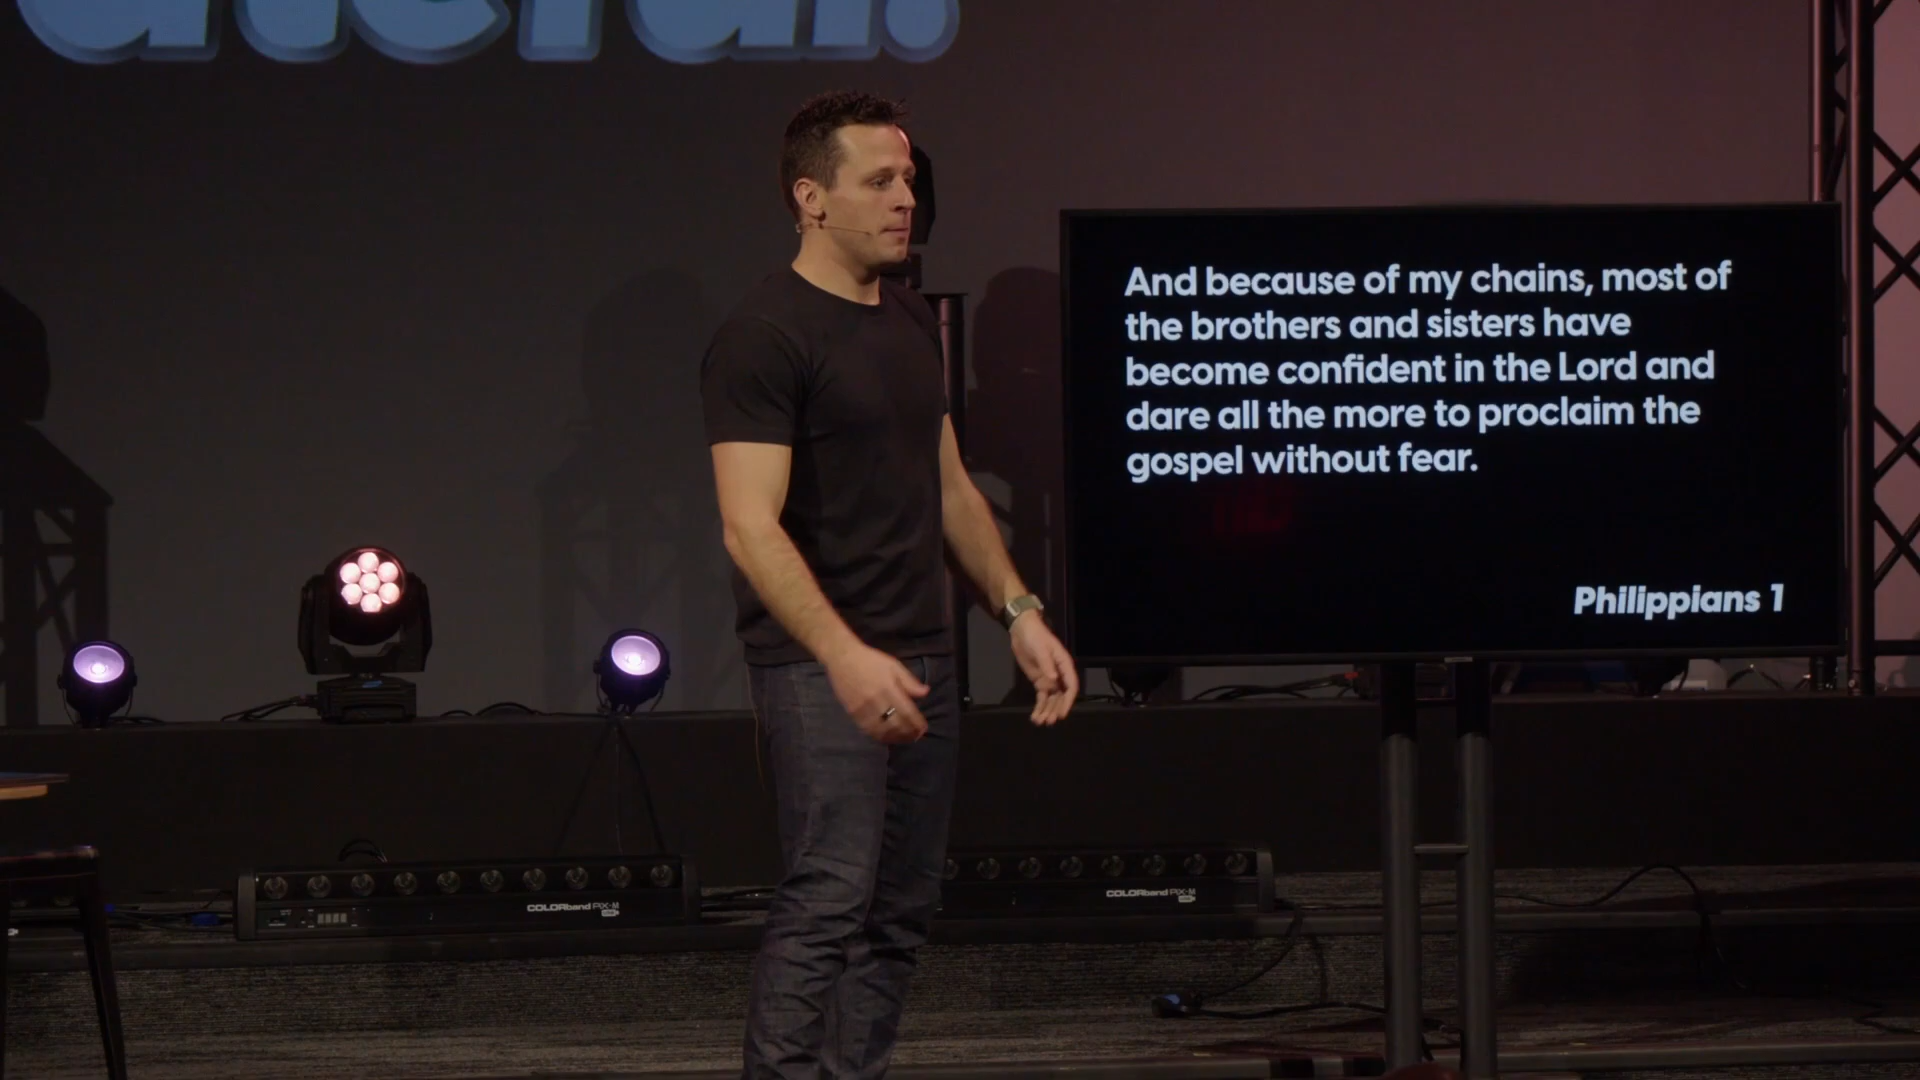 And because of my chains, most of
the brothers and sisters have
become confident in the Lord and
dare all the more to proclaim the
gospel without fear.
Philippians 1
COLORband PIX-M
COLORband PIX-M